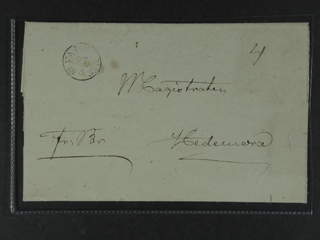 4
Magistraten
Fr. Br.
Hedemora